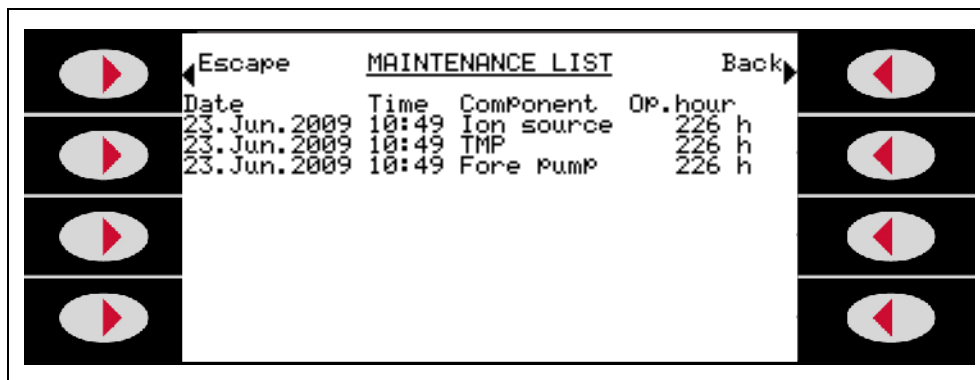 Escape MAINTENANCE LIST Back
Date Time Component Op.hour
23.Jun.2009 10:49 Ion source 226 h
23.Jun.2009 10:49 TMP 226 h
23.Jun.2009 10:49 Fore pump 226 h